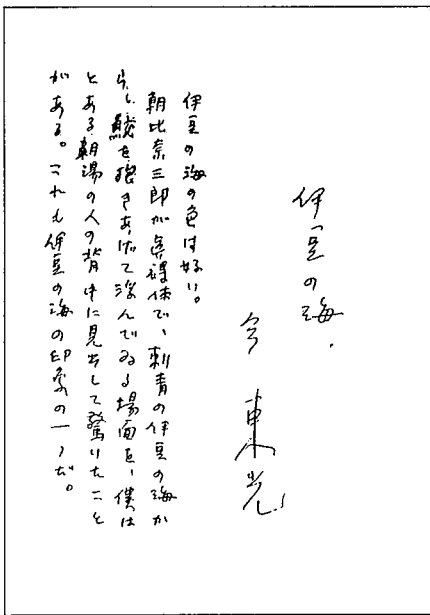 伊豆の海
今東光
伊豆の海の色は好い。
朝比奈三郎が真裸体で、刺青の伊豆の海か
ら、鮫を抱きあげて浮んでゐる場面を、僕は
とある朝湯の人の背中に見出して驚いたこと
がある。これも伊豆の海の印象の一つだ。